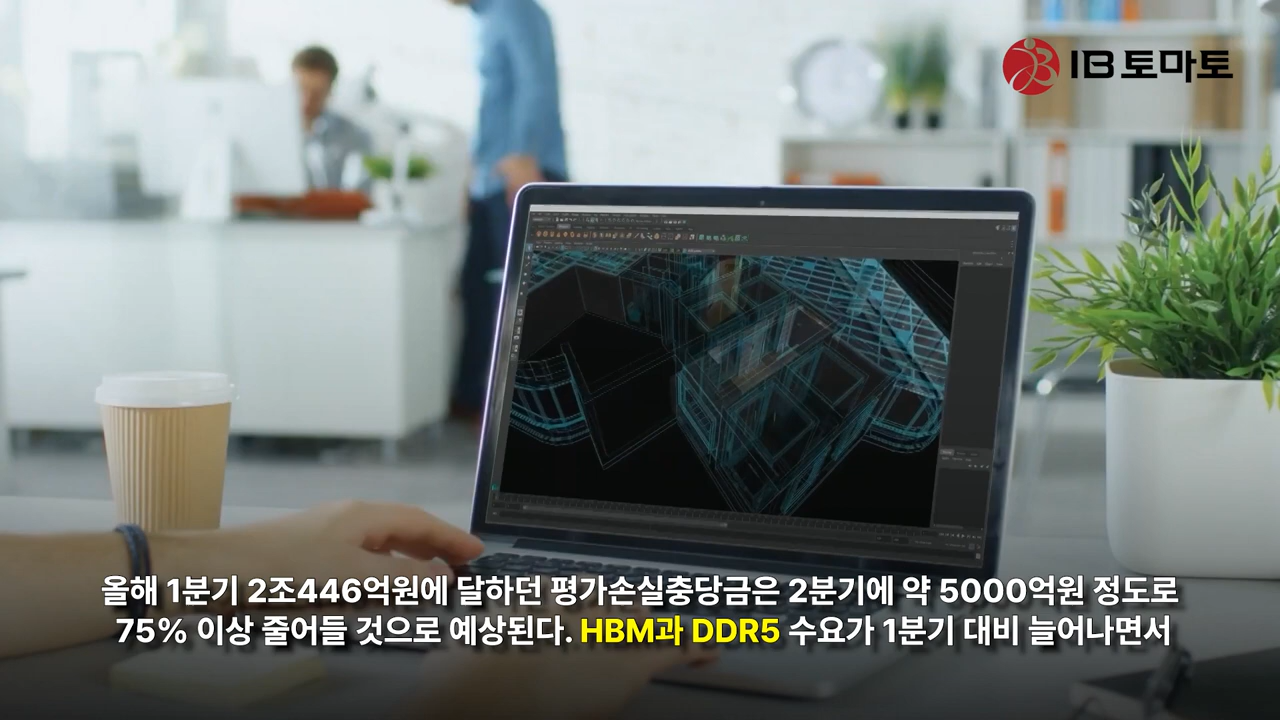 IB 토마토
올해 1분기 2조446억원에 달하던 평가손실충당금은 2분기에 약 5000억원 정도로
75% 이상 줄어들 것으로 예상된다. HBM과 DDR5 수요가 1분기 대비 늘어나면서